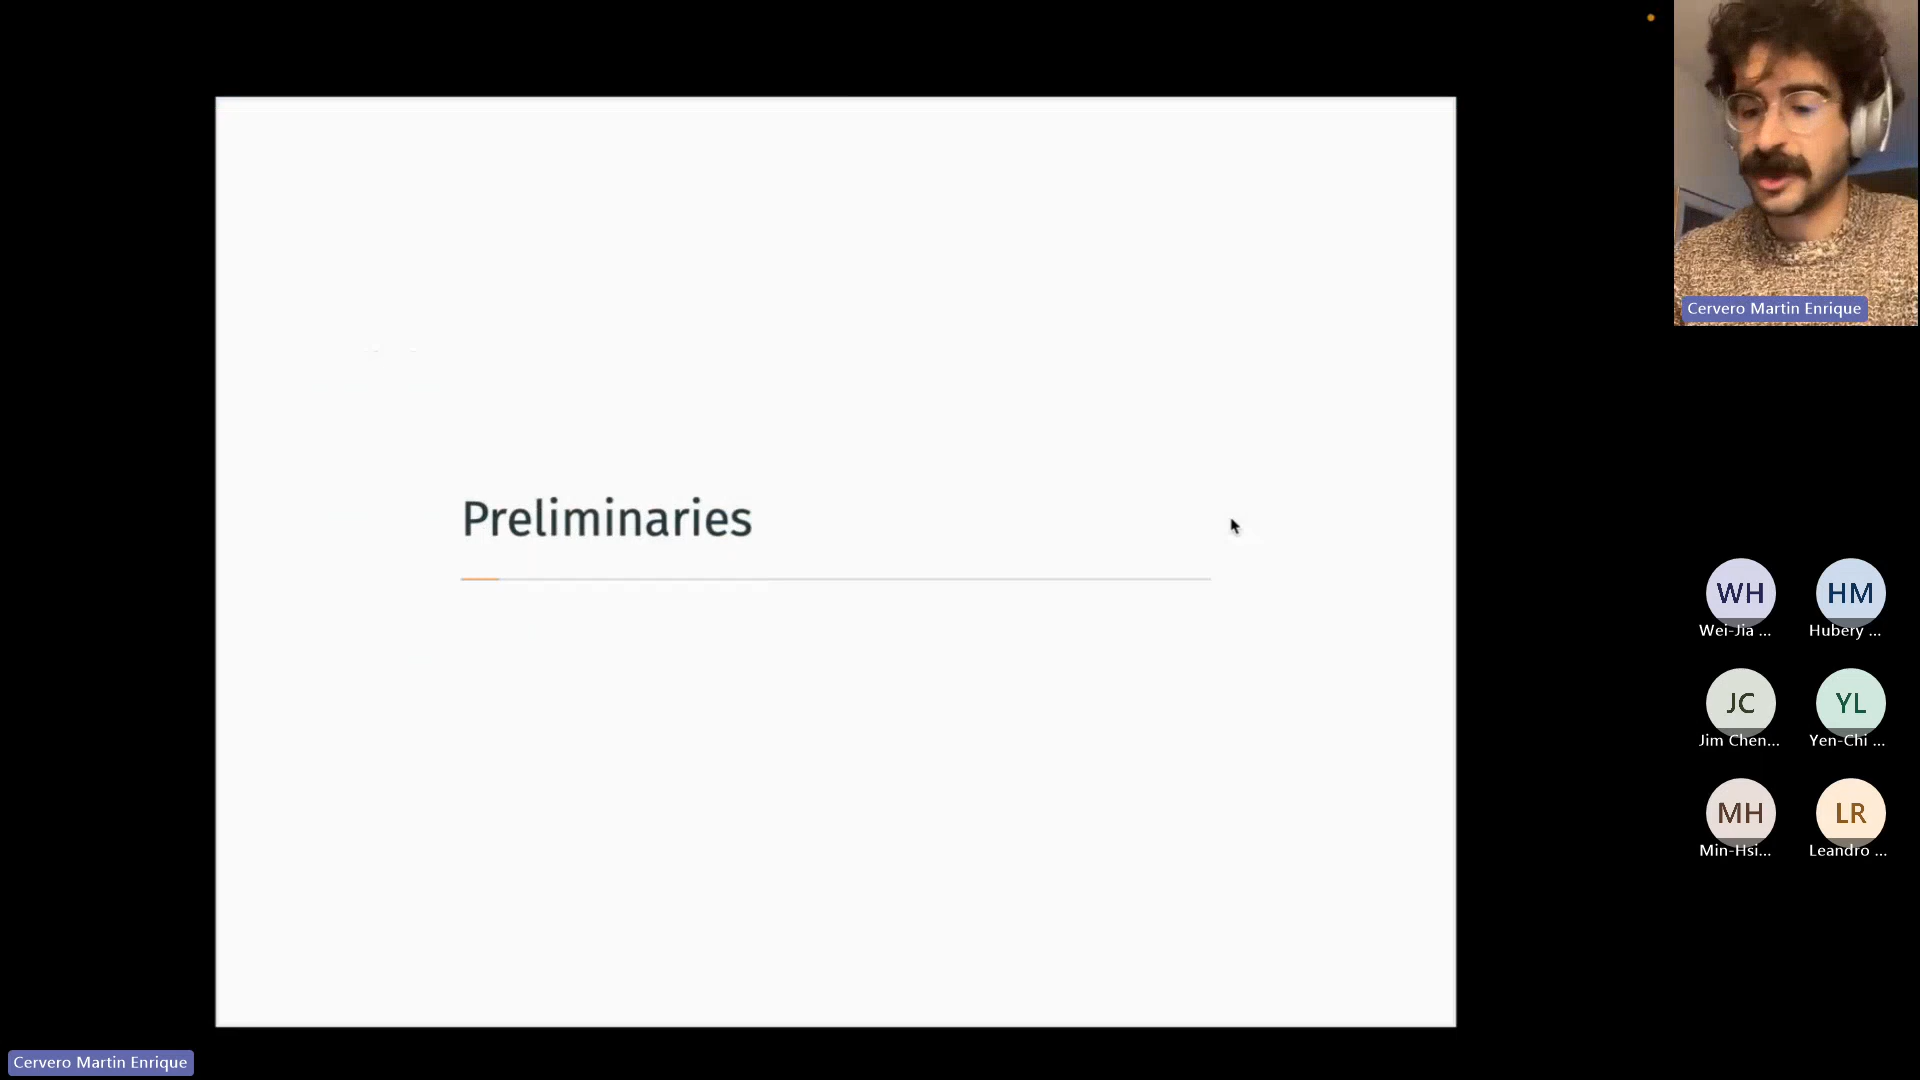 Cervero Martin Enrique
Preliminaries
WH
HM
Wei-Jia ...
Hubery ...
JC
YL
Jim Chen...
Yen-Chi ...
MH
LR
Min-Hsi...
Leandro ...
Cervero Martin Enrique